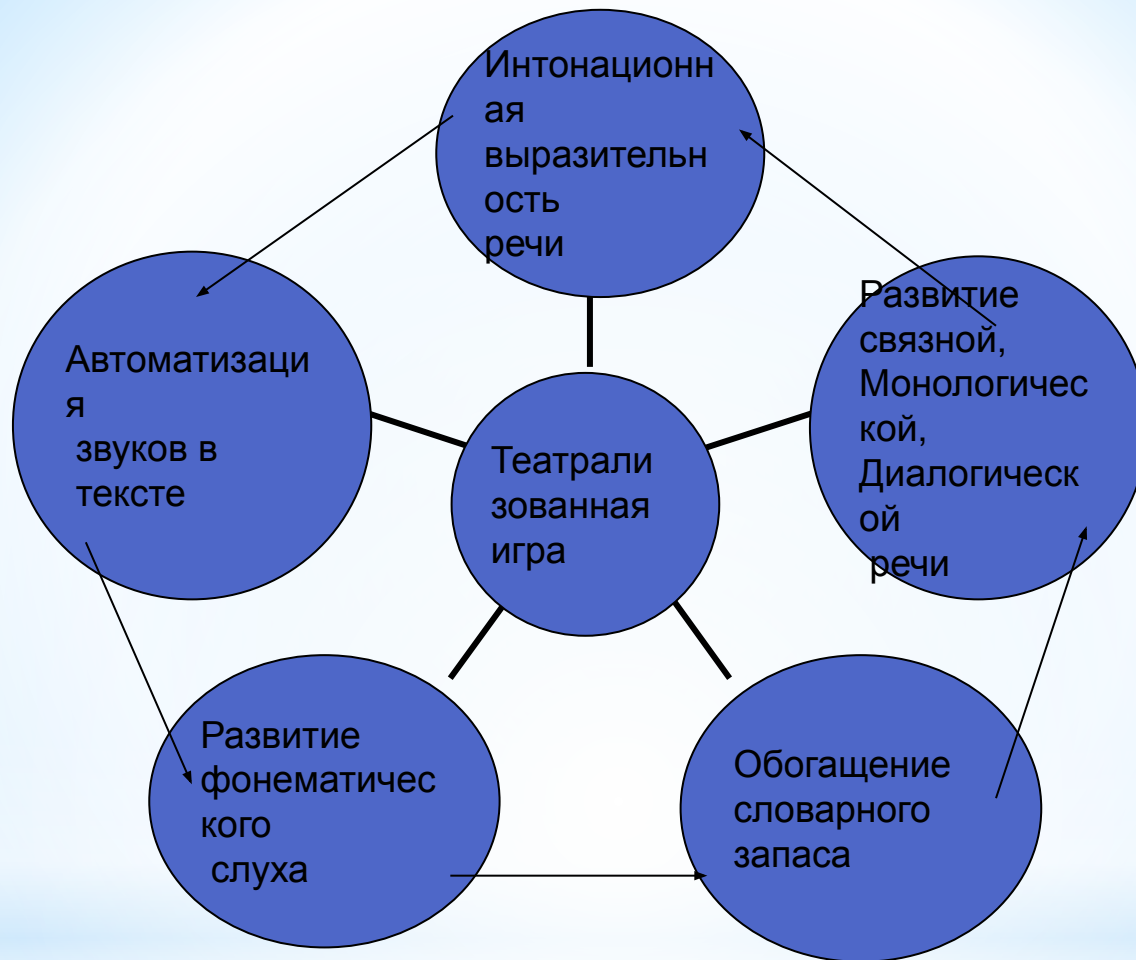 Интонационн
ая
выразительн
ость
речи
Автоматизаци
я
звуков в
тексте
Развитие
связной,
Монологичес
кой,
Диалогическ
ой
речи
Театрали
зованная
игра
Развитие
фонематичес
кого
слуха
Обогащение
словарного
запаса